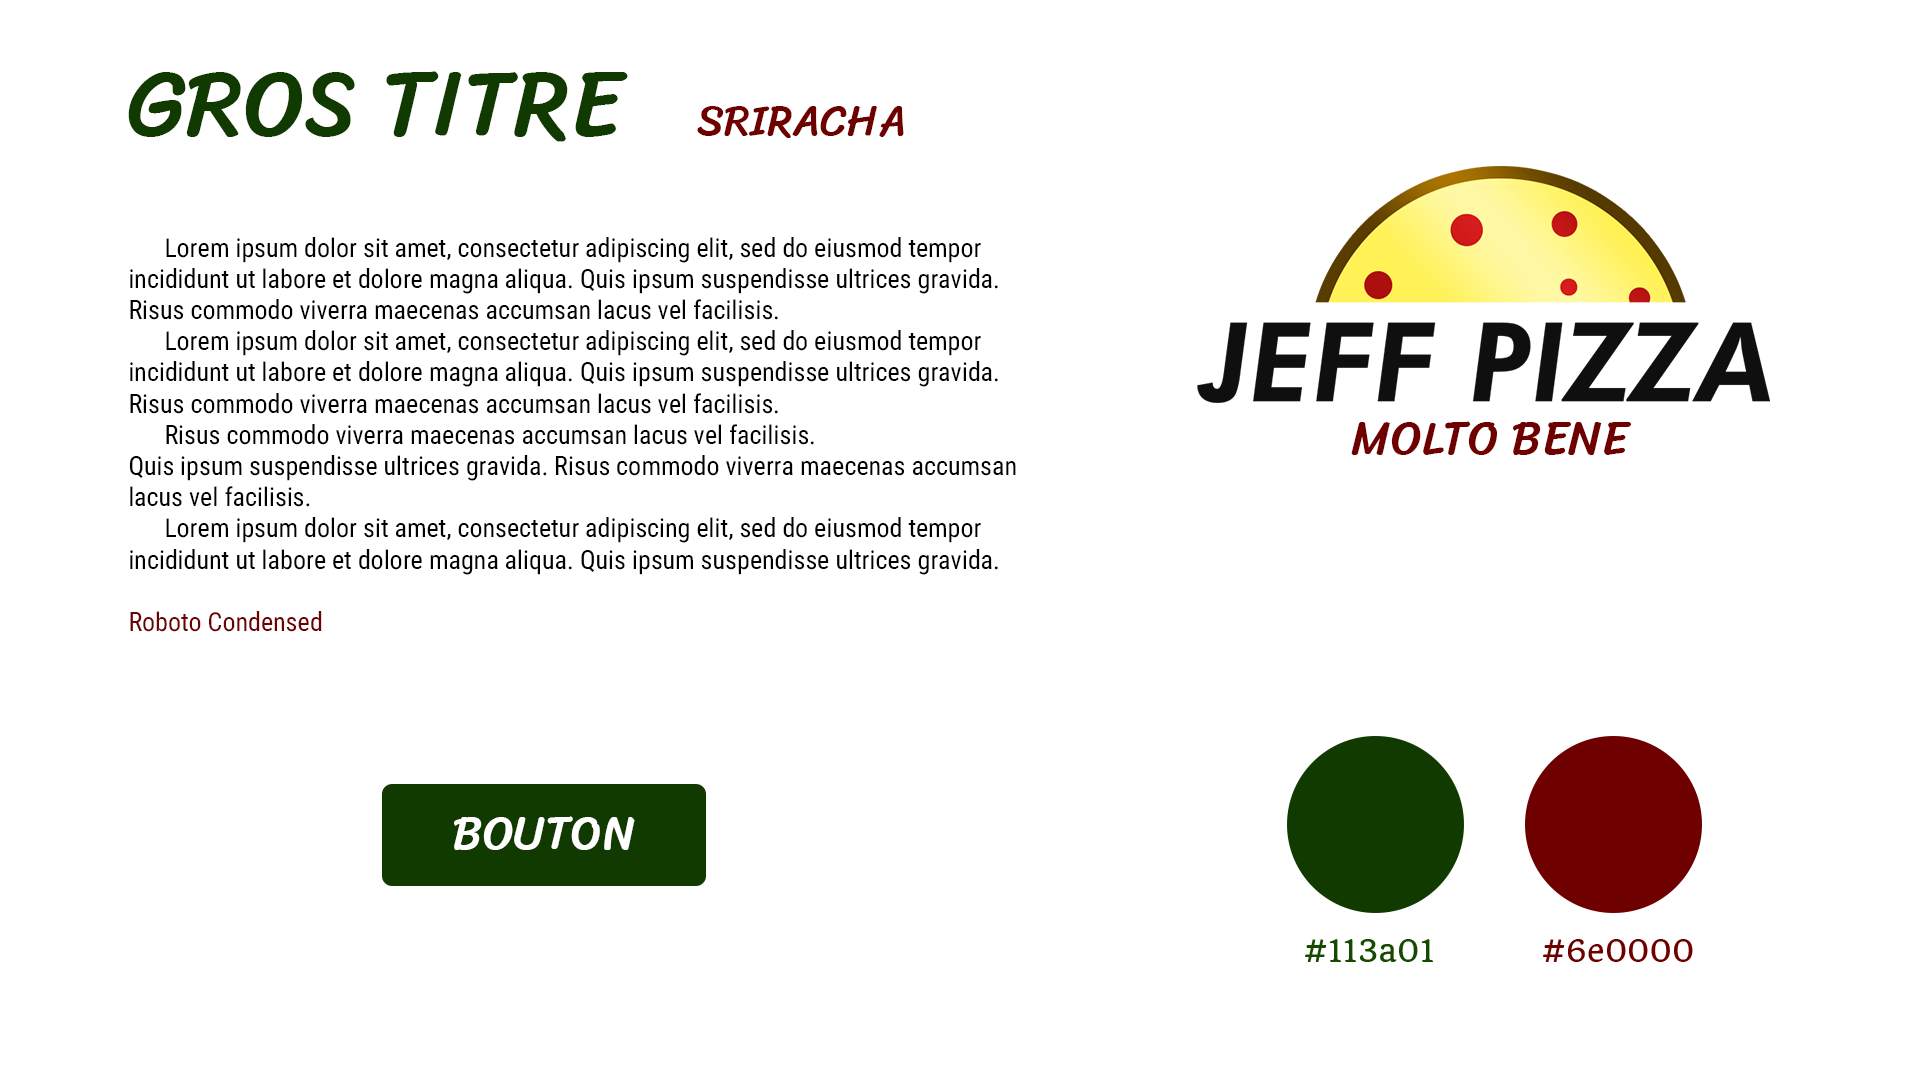 GROS TITRE SRIRACHA
Lorem ipsum dolor sit amet, consectetur adipiscing elit, sed do eiusmod tempor
incididunt ut labore et dolore magna aliqua. Quis ipsum suspendisse ultrices gravida.
Risus commodo viverra maecenas accumsan lacus vel facilisis.
Lorem ipsum dolor sit amet, consectetur adipiscing elit, sed do eiusmod tempor
incididunt ut labore et dolore magna aliqua. Quis ipsum suspendisse ultrices gravida.
Risus commodo viverra maecenas accumsan lacus vel facilisis.
Risus commodo viverra maecenas accumsan lacus vel facilisis.
Quis ipsum suspendisse ultrices gravida. Risus commodo viverra maecenas accumsan
lacus vel facilisis.
Lorem ipsum dolor sit amet, consectetur adipiscing elit, sed do eiusmod tempor
incididunt ut labore et dolore magna aliqua. Quis ipsum suspendisse ultrices gravida.
Roboto Condensed
BOUTON
JEFF PIZZA
MOLTO BENE
#113a01
#6e0000